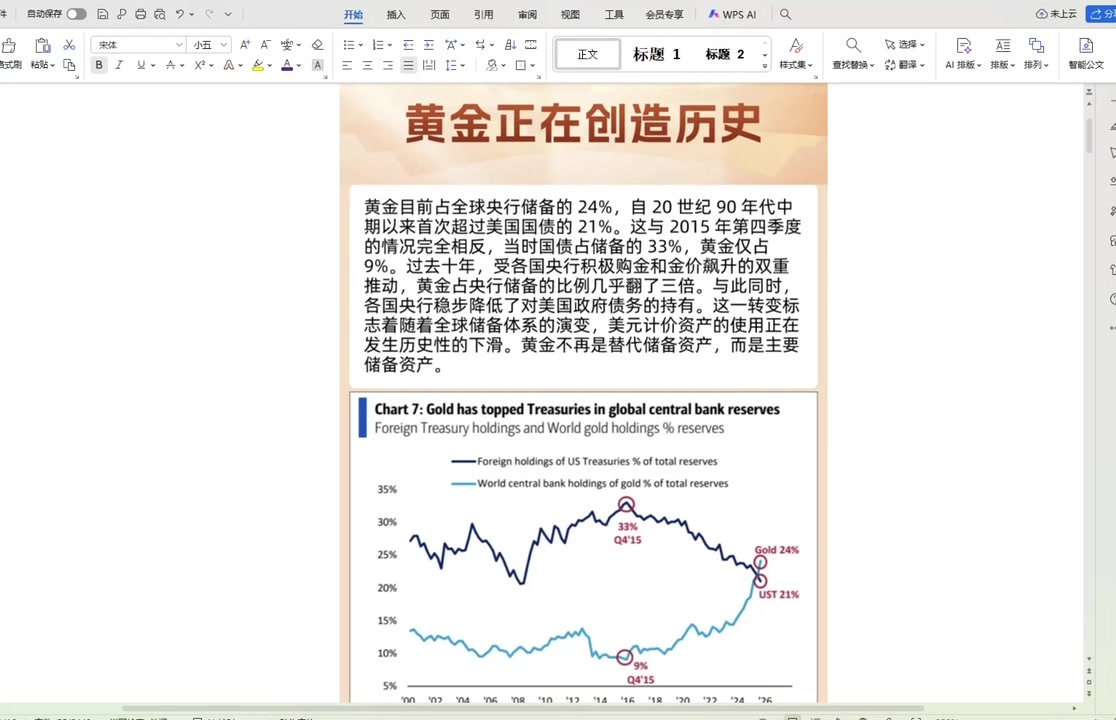 自动保存
开始 插入 页面 引用 审阅 视图 工具 会员专享 WPS AI
未上云
格式刷 粘贴 宋体 小五
正文 标题 1 标题 2 样式集 查找替换 选择 翻译 AI 排版 排版 排列 智能公文
黄金正在创造历史
黄金目前占全球央行储备的 24%，自 20 世纪 90 年代中
期以来首次超过美国国债的 21%。这与 2015 年第四季度
的情况完全相反，当时国债占储备的 33%，黄金仅占
9%。过去十年，受各国央行积极购金和金价飙升的双重
推动，黄金占央行储备的比例几乎翻了三倍。与此同时，
各国央行稳步降低了对美国政府债务的持有。这一转变标
志着随着全球储备体系的演变，美元计价资产的使用正在
发生历史性的下滑。黄金不再是替代储备资产，而是主要
储备资产。
Chart 7: Gold has topped Treasuries in global central bank reserves
Foreign Treasury holdings and World gold holdings % reserves
Foreign holdings of US Treasuries % of total reserves
World central bank holdings of gold % of total reserves
35%
30%
25%
20%
15%
10%
5%
33%
Q4'15
Gold 24%
UST 21%
9%
Q4'15
'00 '02 '04 '06 '08 '10 '12 '14 '16 '18 '20 '22 '24 '26